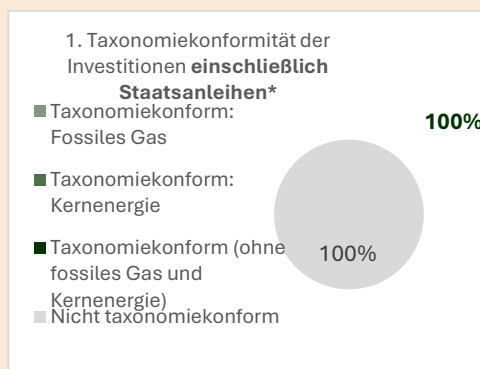 1. Taxonomiekonformität der
Investitionen einschließlich
Staatsanleihen*
Taxonomiekonform:
Fossiles Gas
Taxonomiekonform:
Kernenergie
Taxonomiekonform (ohne
fossiles Gas und
Kernenergie)
Nicht taxonomiekonform
100%
100%